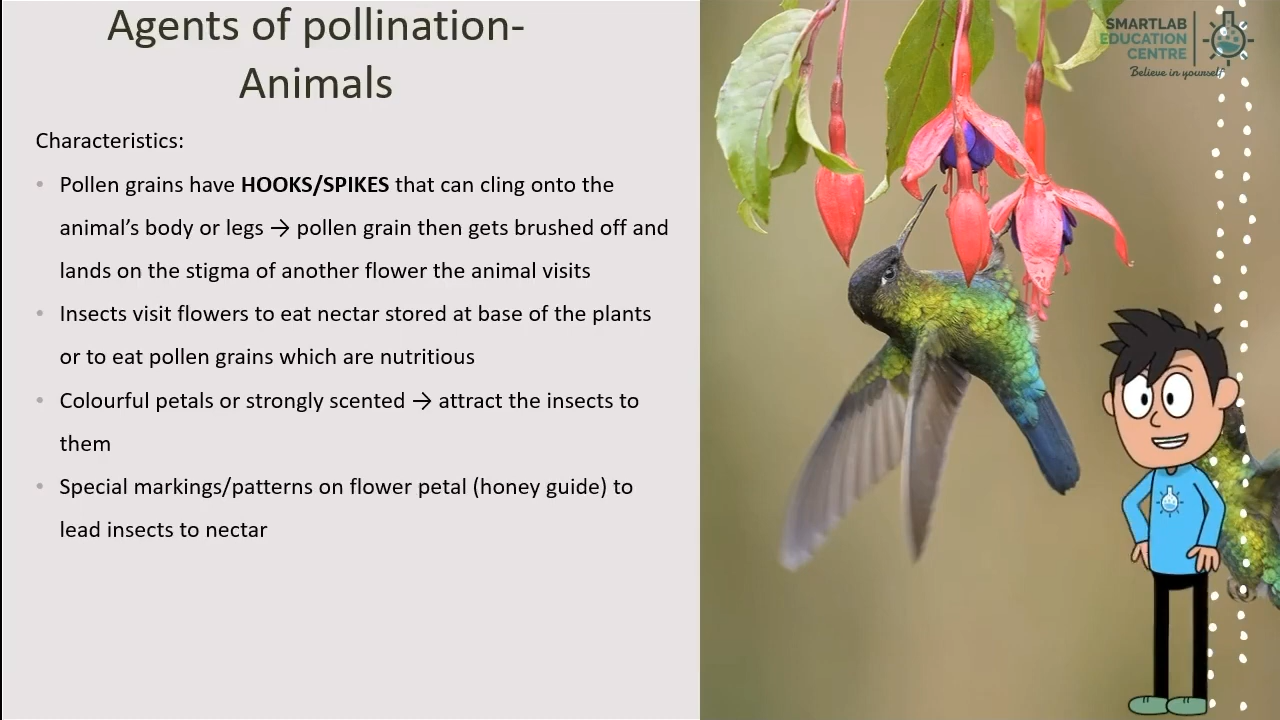 Agents of pollination-
Animals
Characteristics:
• Pollen grains have HOOKS/SPIKES that can cling onto the
animal's body or legs → pollen grain then gets brushed off and
lands on the stigma of another flower the animal visits
• Insects visit flowers to eat nectar stored at base of the plants
or to eat pollen grains which are nutritious
• Colourful petals or strongly scented → attract the insects to
them
• Special markings/patterns on flower petal (honey guide) to
lead insects to nectar
SMARTLAB
EDUCATION
CENTRE
Believe in yourself